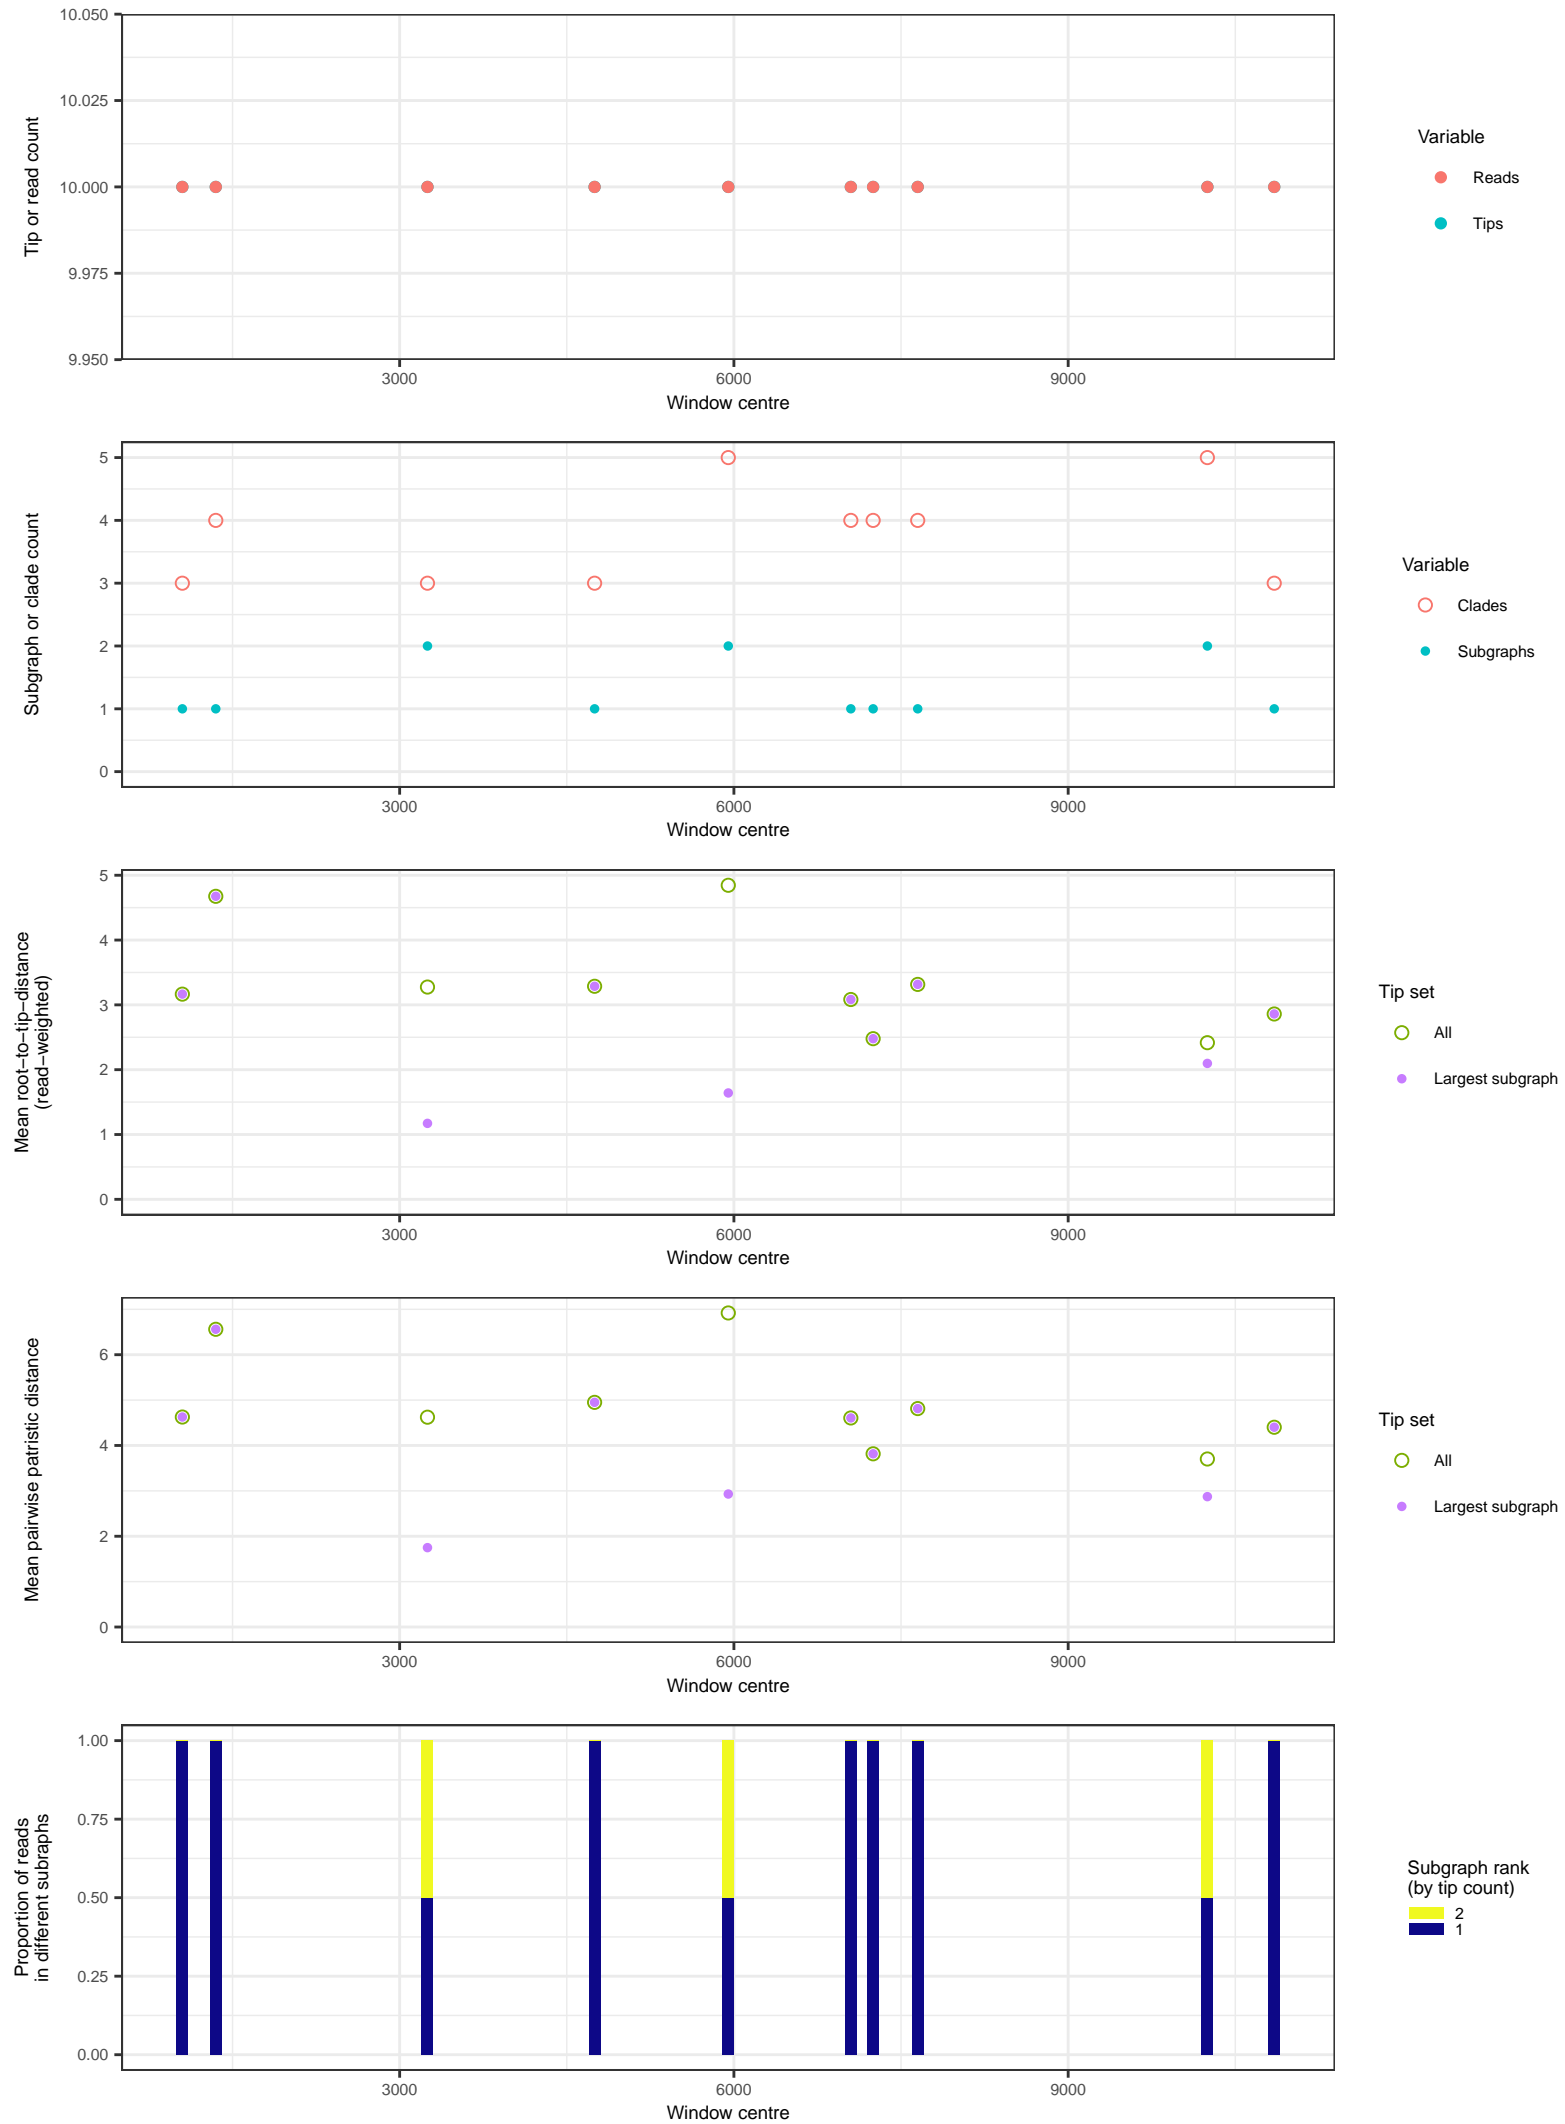 10.050
10.025
10.000
9.975
9.950
Tip or read count
3000 6000 9000
Window centre
Variable
Reads
Tips
5
4
3
2
1
0
Subgraph or clade count
3000 6000 9000
Window centre
Variable
Clades
Subgraphs
5
4
3
2
1
0
Mean root−to−tip−distance
(read−weighted)
3000 6000 9000
Window centre
Tip set
All
Largest subgraph
6
4
2
0
Mean pairwise patristic distance
3000 6000 9000
Window centre
Tip set
All
Largest subgraph
1.00
0.75
0.50
0.25
0.00
Proportion of reads
in different subraphs
3000 6000 9000
Window centre
Subgraph rank
(by tip count)
2
1